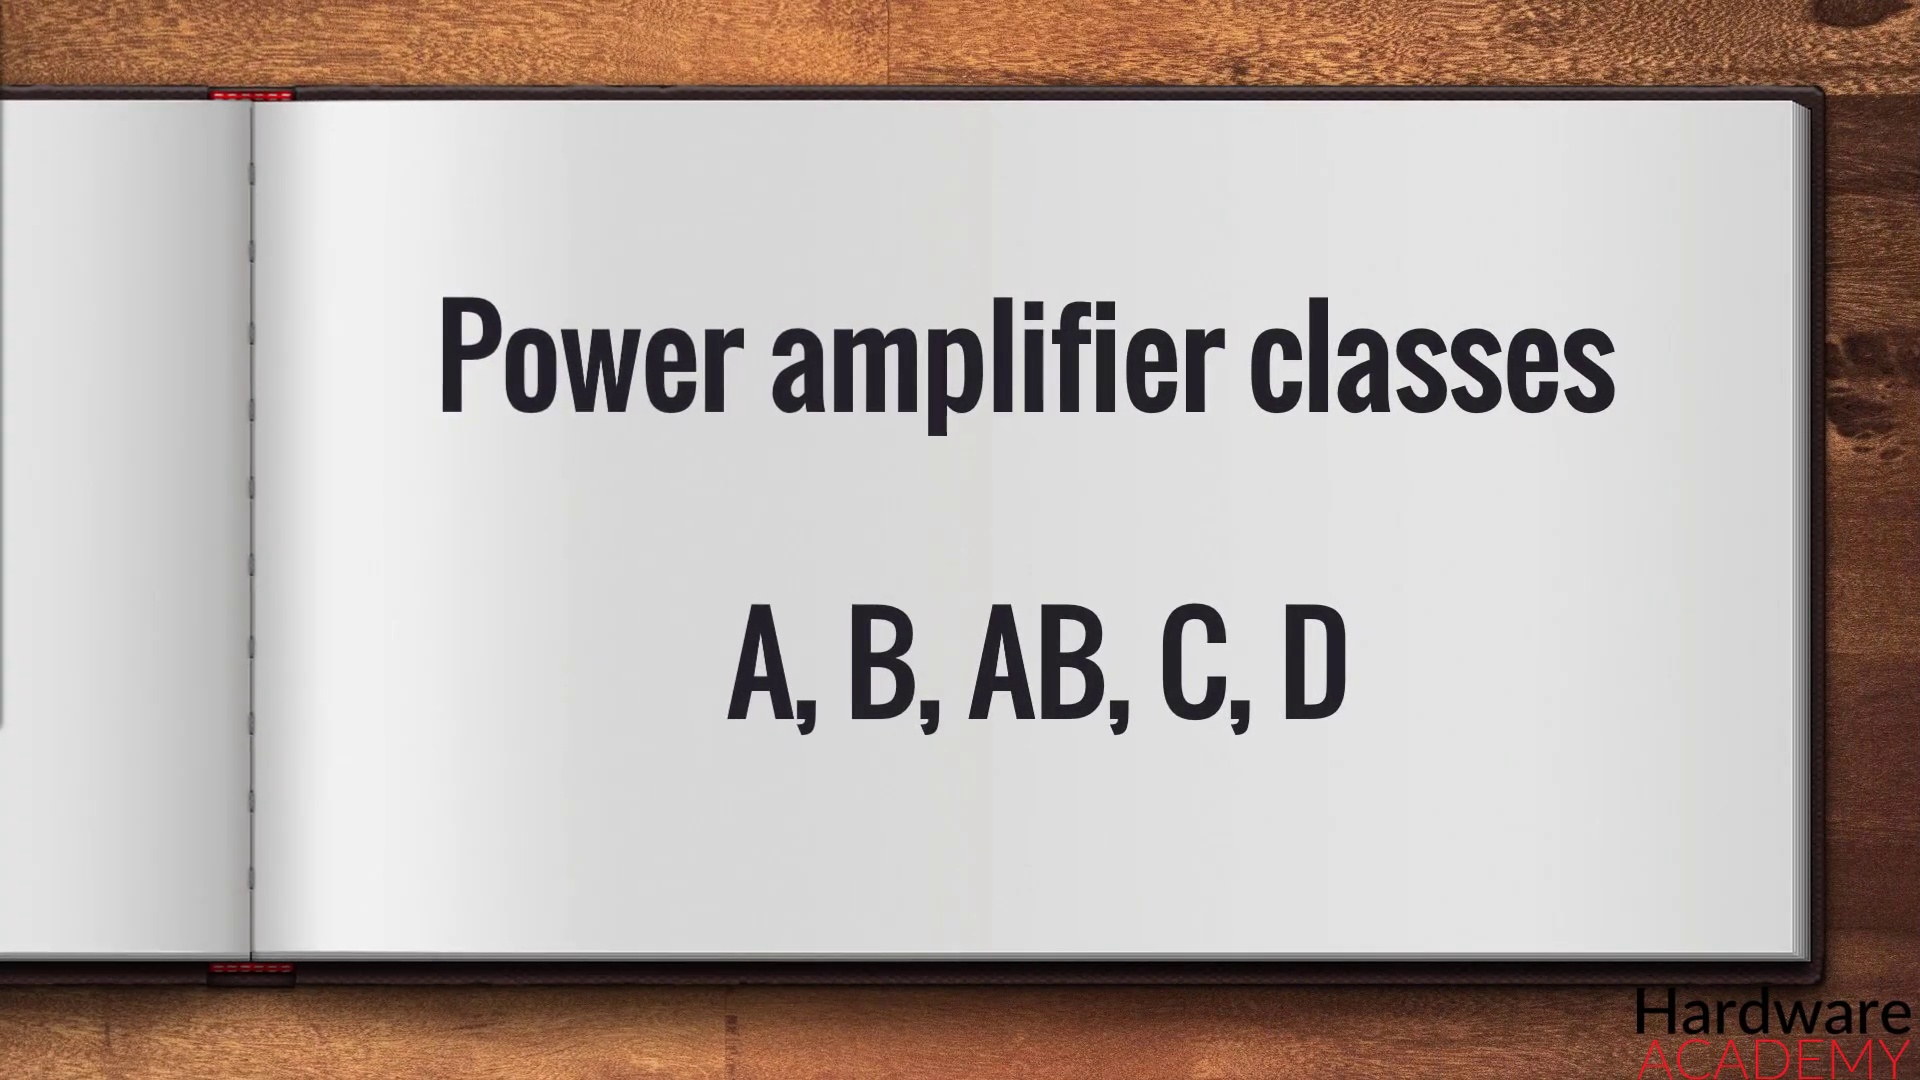 Power amplifier classes
A, B, AB, C, D
Hardware
ACADEMY